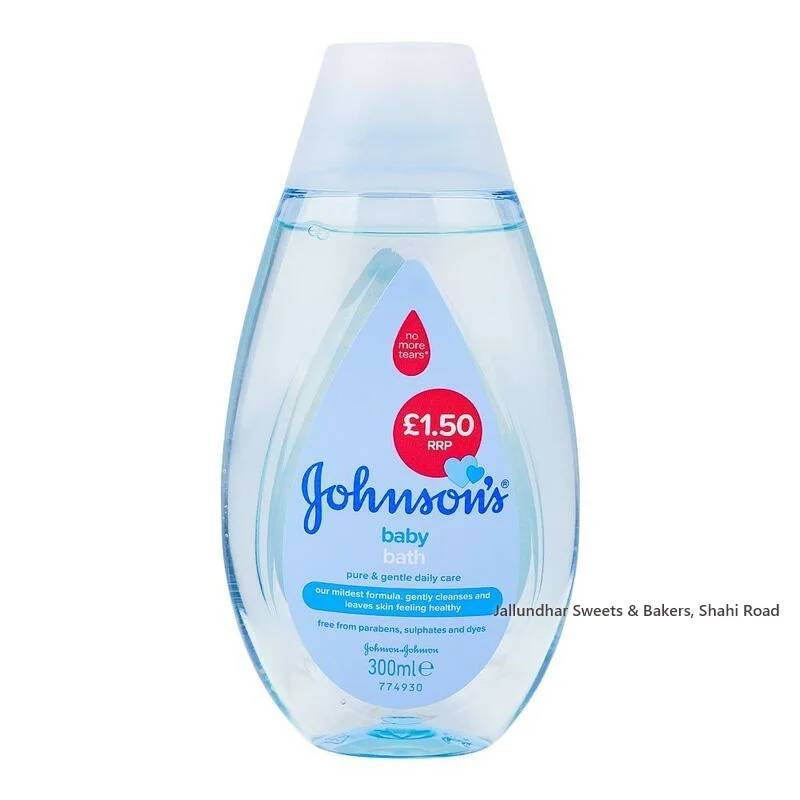 no
more
tears*
£1.50
RRP
Johnson's®
baby
bath
pure & gentle daily care
our mildest formula. gently cleanses and
leaves skin feeling healthy
Jallundhar Sweets & Bakers, Shahi Road
free from parabens, sulphates and dyes
Johnson+Johnson
300ml℮
774930